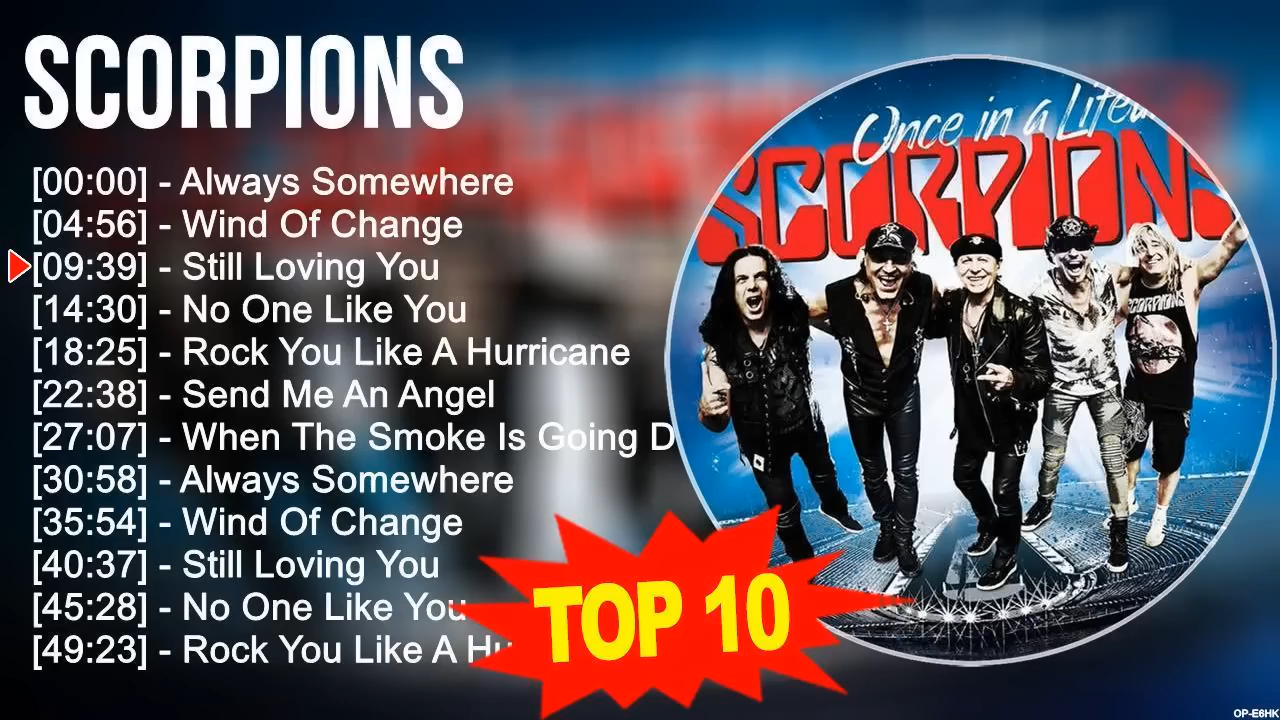 SCORPIONS
[00:00] - Always Somewhere
[04:56] - Wind Of Change
[09:39] - Still Loving You
[14:30] - No One Like You
[18:25] - Rock You Like A Hurricane
[22:38] - Send Me An Angel
[27:07] - When The Smoke Is Going D
[30:58] - Always Somewhere
[35:54] - Wind Of Change
[40:37] - Still Loving You
[45:28] - No One Like You
[49:23] - Rock You Like A Hu
Once in a Life
SCORPIONS
SCORPIONS
TOP 10
OP-E6HK